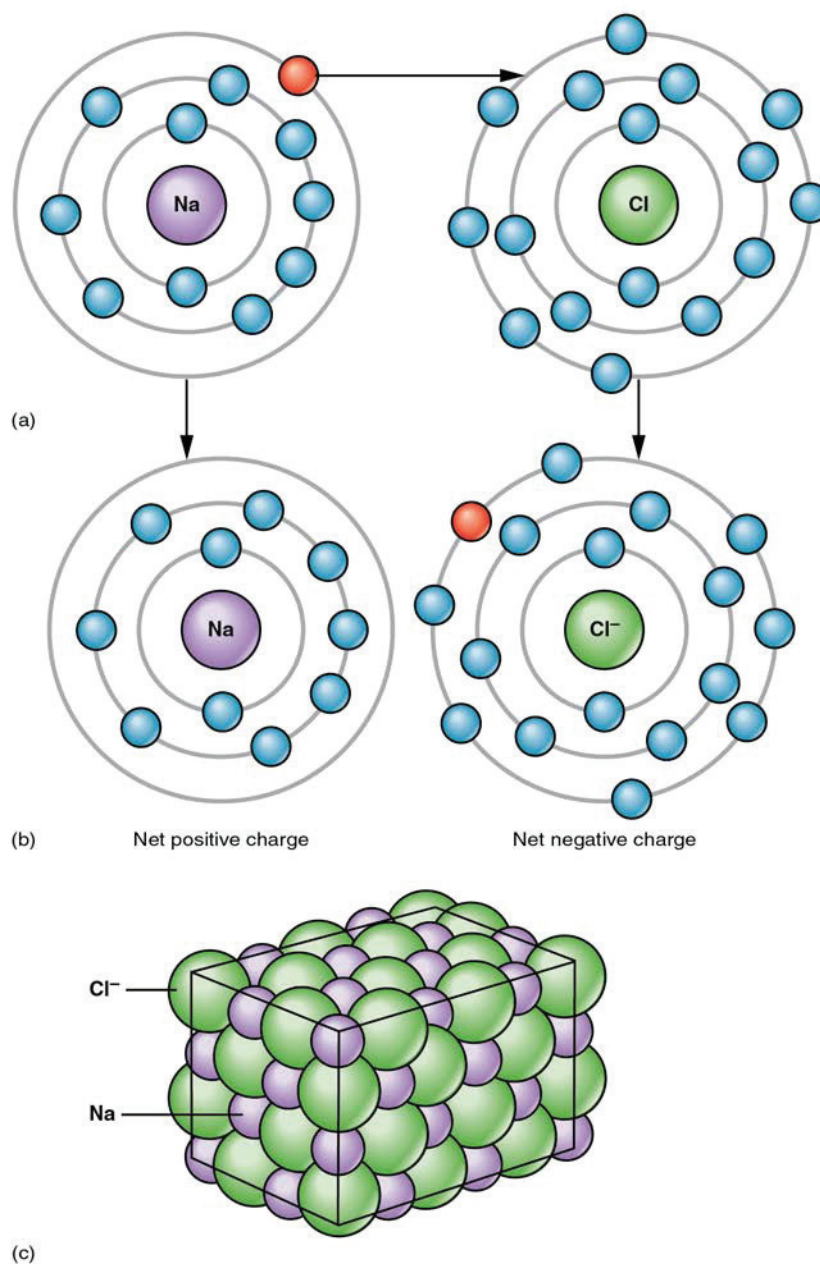 Na
Cl
(a)
Na
Cl⁻
(b)
Net positive charge
Net negative charge
Cl⁻
Na
(c)